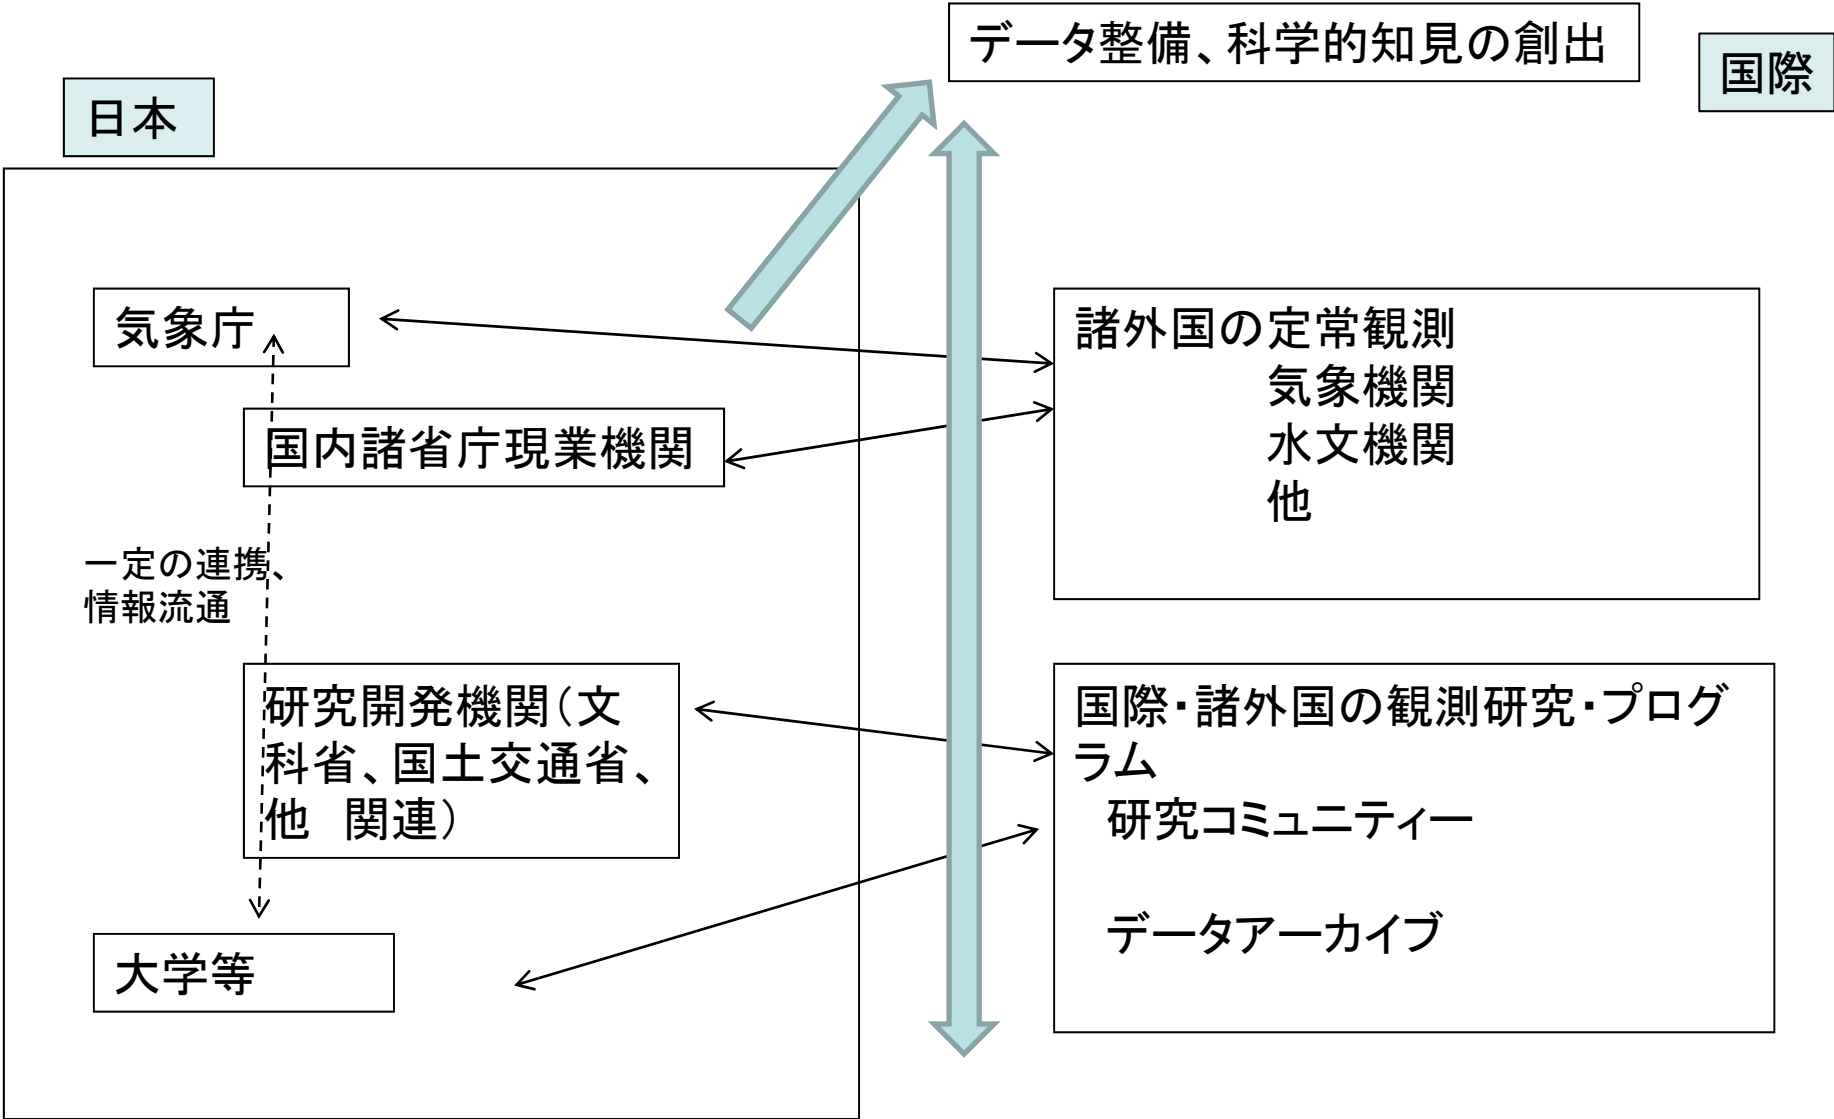 データ整備、科学的知見の創出
国際
日本
気象庁
国内諸省庁現業機関
一定の連携、
情報流通
研究開発機関（文
科省、国土交通省、
他　関連）
大学等
諸外国の定常観測
気象機関
水文機関
他
国際・諸外国の観測研究・プログ
ラム
研究コミュニティー
データアーカイブ